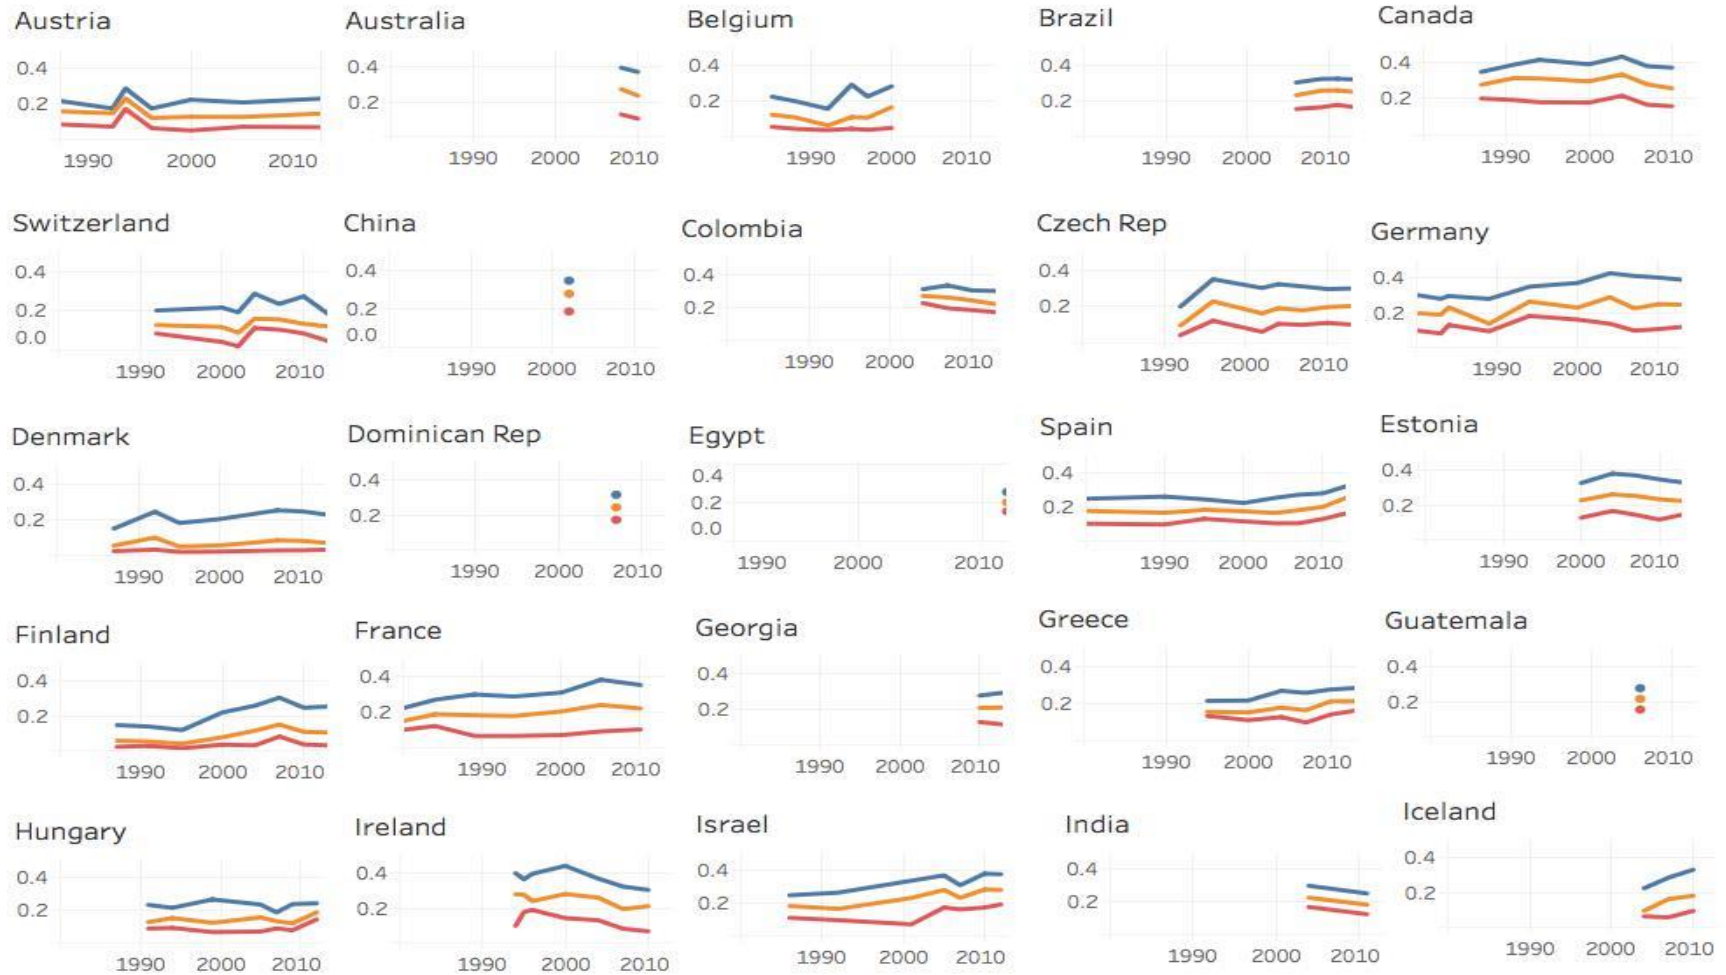 Austria
0.4
0.2
1990 2000 2010
Australia
0.4
0.2
1990 2000 2010
Belgium
0.4
0.2
1990 2000 2010
Brazil
0.4
0.2
1990 2000 2010
Canada
0.4
0.2
1990 2000 2010
Switzerland
0.4
0.2
0.0
1990 2000 2010
China
0.4
0.2
0.0
1990 2000 2010
Colombia
0.4
0.2
1990 2000 2010
Czech Rep
0.4
0.2
1990 2000 2010
Germany
0.4
0.2
1990 2000 2010
Denmark
0.4
0.2
1990 2000 2010
Dominican Rep
0.4
0.2
1990 2000 2010
Egypt
0.4
0.2
0.0
1990 2000 2010
Spain
0.4
0.2
1990 2000 2010
Estonia
0.4
0.2
1990 2000 2010
Finland
0.4
0.2
1990 2000 2010
France
0.4
0.2
1990 2000 2010
Georgia
0.4
0.2
1990 2000 2010
Greece
0.4
0.2
1990 2000 2010
Guatemala
0.4
0.2
1990 2000 2010
Hungary
0.4
0.2
1990 2000 2010
Ireland
0.4
0.2
1990 2000 2010
Israel
0.4
0.2
1990 2000 2010
India
0.4
0.2
1990 2000 2010
Iceland
0.4
0.2
1990 2000 2010